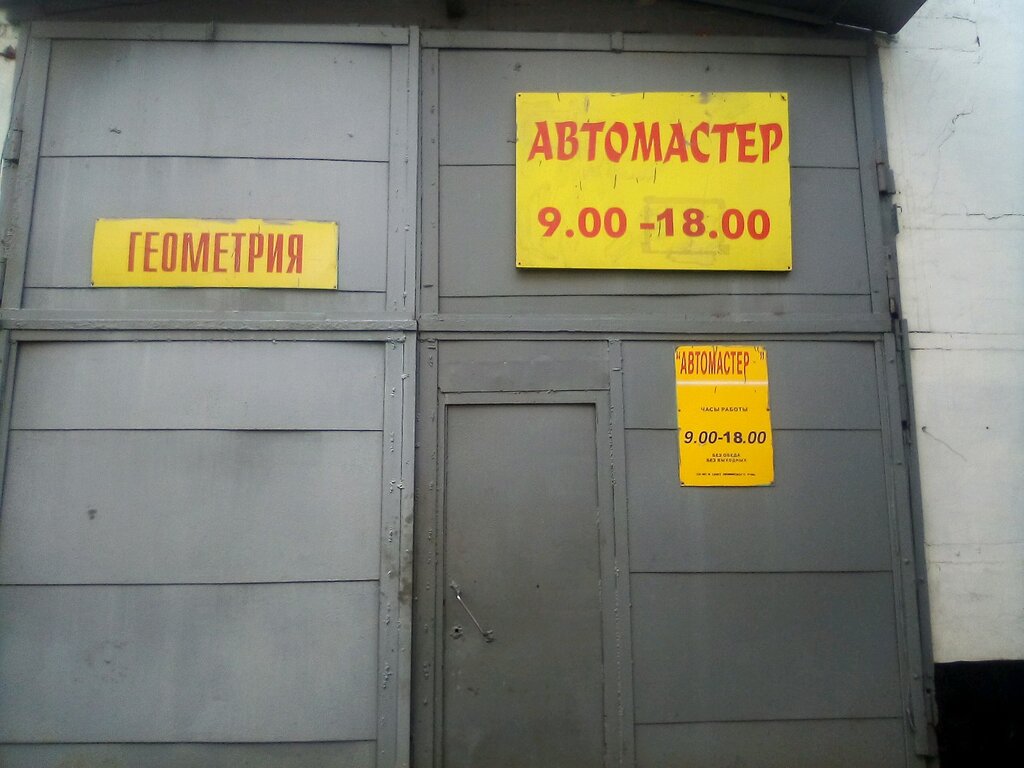 АВТОМАСТЕР
9.00 - 18.00
ГЕОМЕТРИЯ
"АВТОМАСТЕР"
ЧАСЫ РАБОТЫ
9.00-18.00
БЕЗ ОБЕДА
БЕЗ ВЫХОДНЫХ